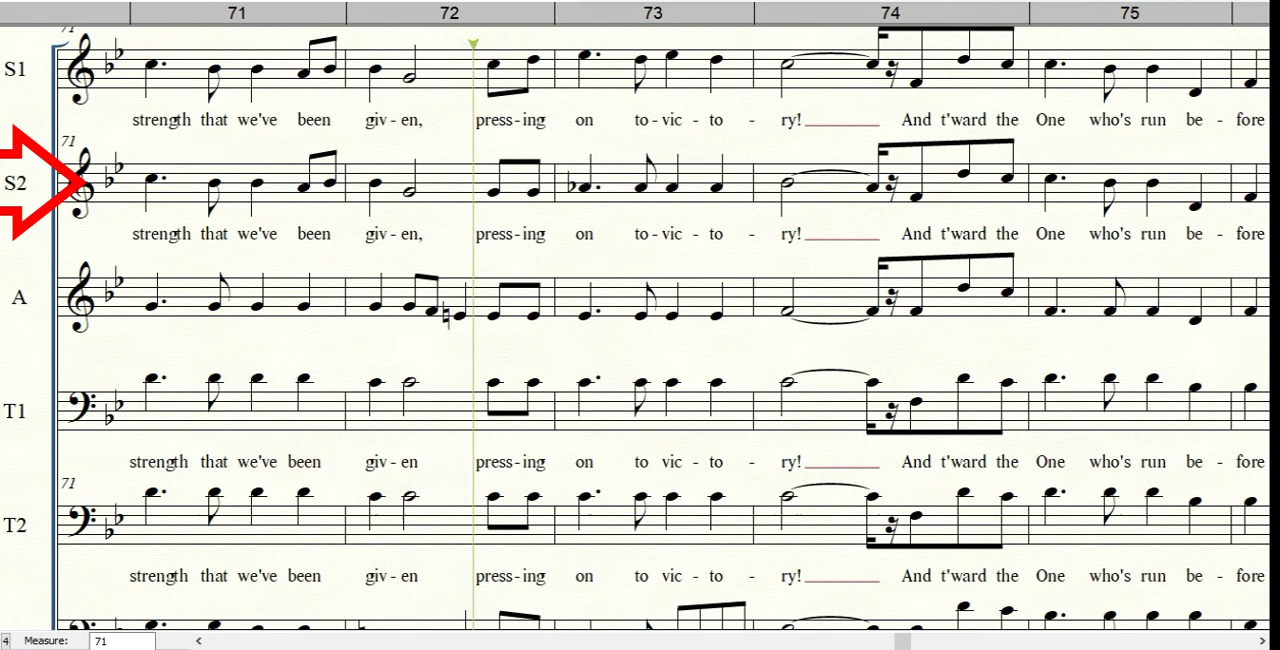 71 72 73 74 75
71
S1
strength that we've been giv - en, press - ing on to - vic - to - ry! And t'ward the One who's run be - fore
71
S2
strength that we've been giv - en, press - ing on to - vic - to - ry! And t'ward the One who's run be - fore
A
T1
strength that we've been giv - en press - ing on to vic - to - ry! And t'ward the One who's run be - fore
71
T2
strength that we've been giv - en press - ing on to vic - to - ry! And t'ward the One who's run be - fore
4 Measure: 71